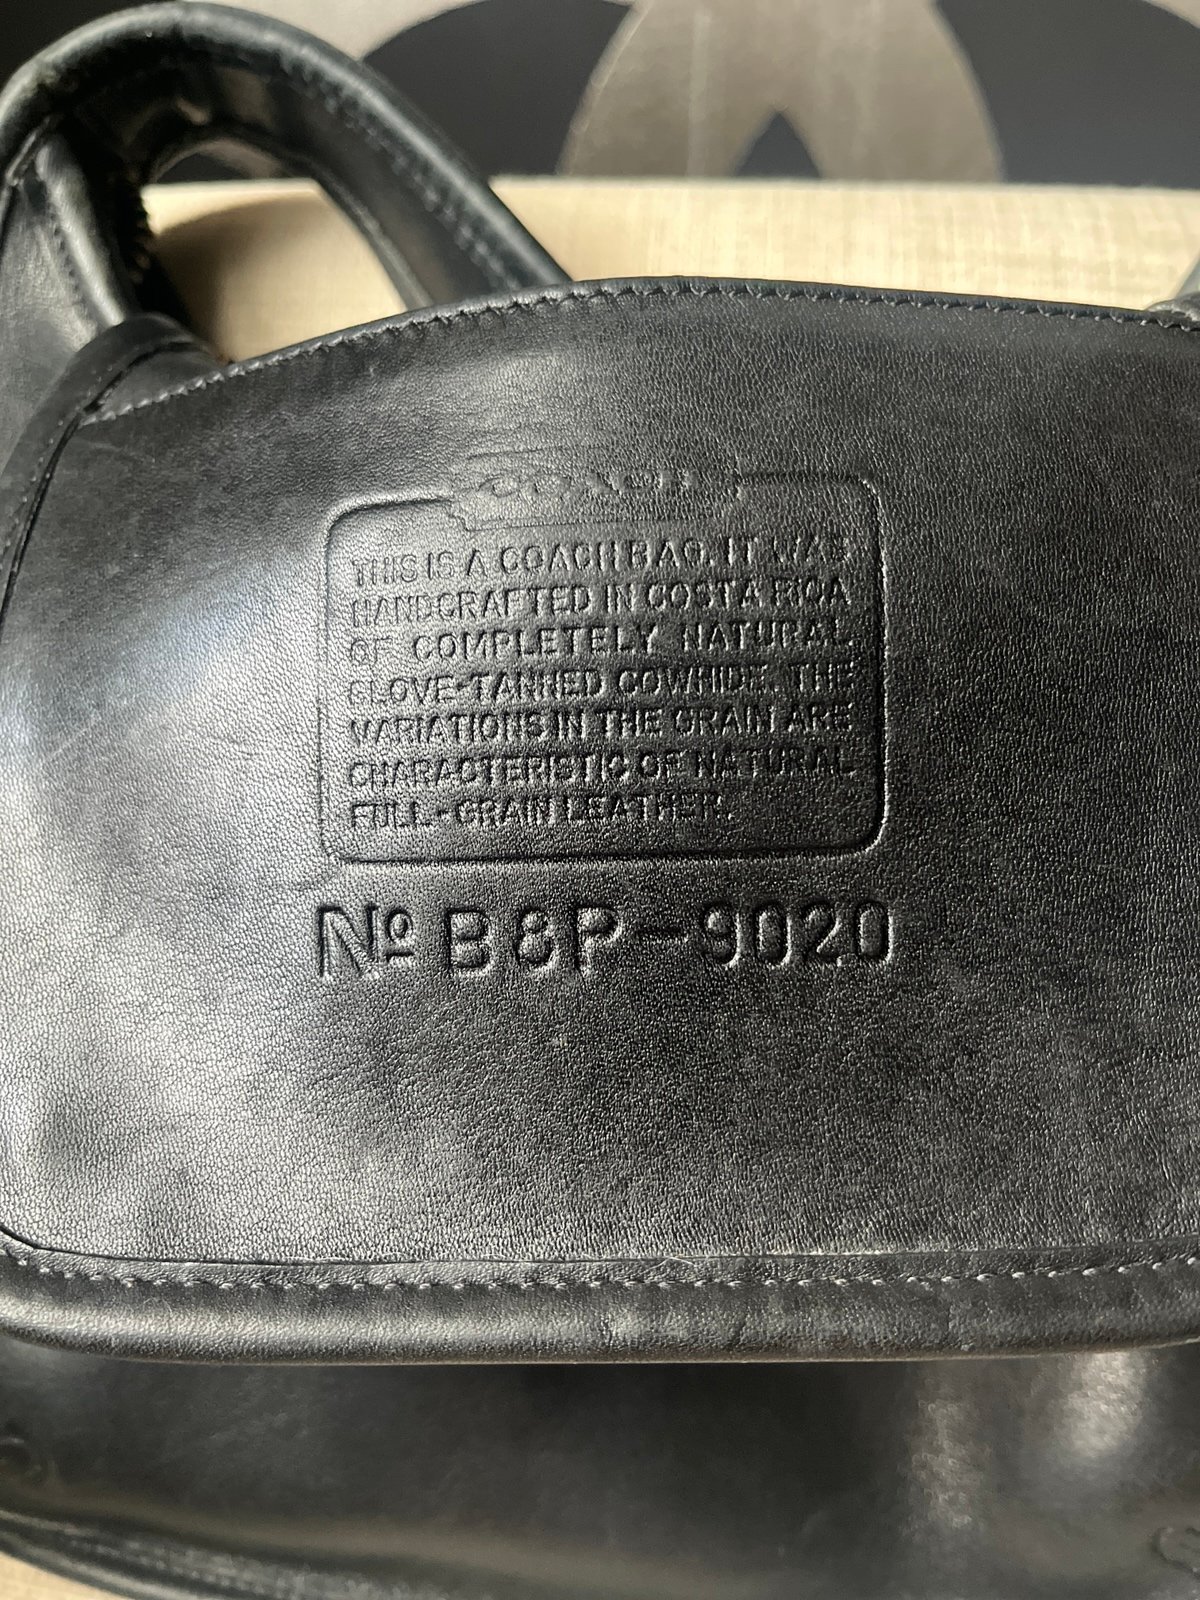 COACH
THIS IS A COACH BAG. IT WAS
HANDCRAFTED IN COSTA RICA
OF COMPLETELY NATURAL
GLOVE-TANNED COWHIDE. THE
VARIATIONS IN THE GRAIN ARE
CHARACTERISTIC OF NATURAL
FULL-GRAIN LEATHER.
Nº B8P-9020